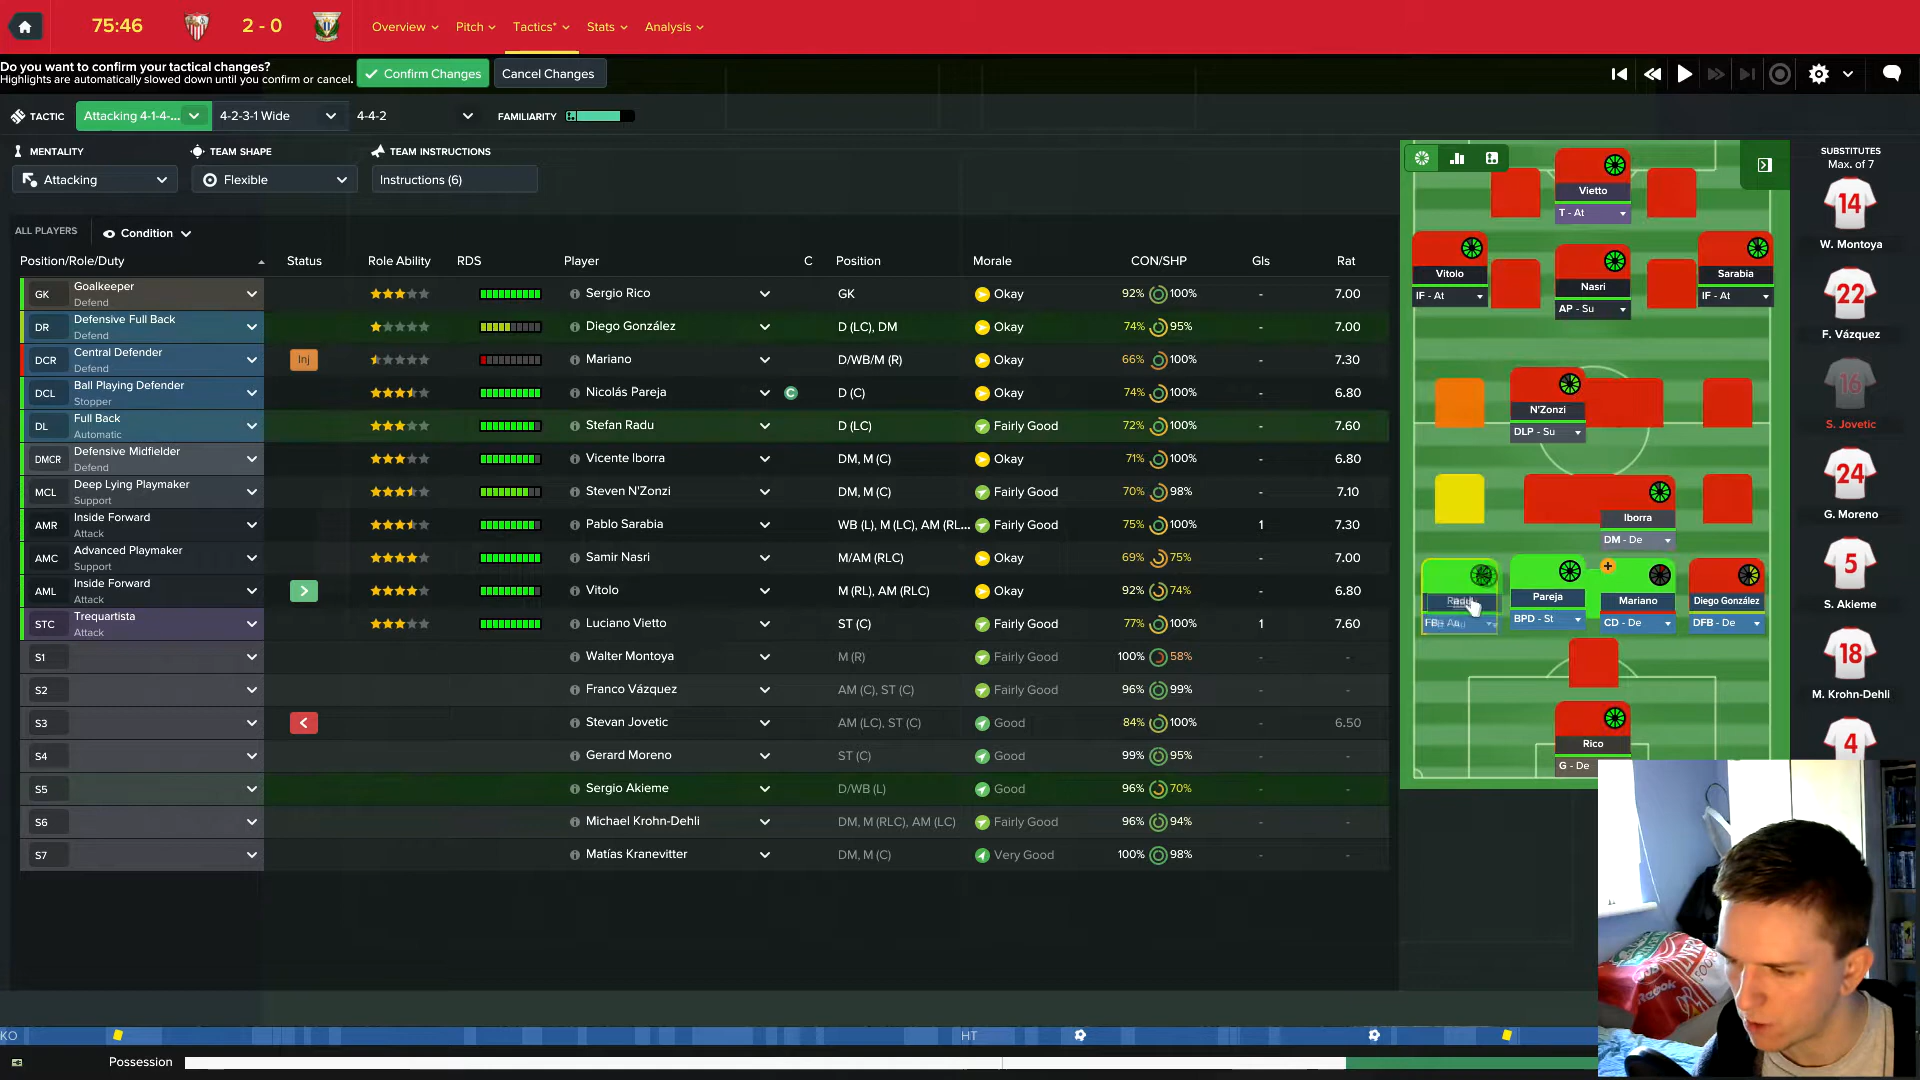 75:46
2 - 0
Overview
Pitch
Tactics*
Stats
Analysis
Do you want to confirm your tactical changes?
Highlights are automatically slowed down until you confirm or cancel.
Confirm Changes
Cancel Changes
TACTIC
Attacking 4-1-4-...
4-2-3-1 Wide
4-4-2
FAMILIARITY
MENTALITY
TEAM SHAPE
TEAM INSTRUCTIONS
Attacking
Flexible
Instructions (6)
ALL PLAYERS
Condition
Position/Role/Duty Status Role Ability RDS Player C Position Morale CON/SHP Gls Rat
GK Goalkeeper Defend Sergio Rico GK Okay 92% 100% - 7.00
DR Defensive Full Back Defend Diego González D (LC), DM Okay 74% 95% - 7.00
DCR Central Defender Defend Inj Mariano D/WB/M (R) Okay 66% 100% - 7.30
DCL Ball Playing Defender Stopper Nicolás Pareja C D (C) Okay 74% 100% - 6.80
DL Full Back Automatic Stefan Radu D (LC) Fairly Good 72% 100% - 7.60
DMCR Defensive Midfielder Defend Vicente Iborra DM, M (C) Okay 71% 100% - 6.80
MCL Deep Lying Playmaker Support Steven N'Zonzi DM, M (C) Fairly Good 70% 98% - 7.10
AMR Inside Forward Attack Pablo Sarabia WB (L), M (LC), AM (RL... Fairly Good 75% 100% 1 7.30
AMC Advanced Playmaker Support Samir Nasri M/AM (RLC) Okay 69% 75% - 7.00
AML Inside Forward Attack Vitolo M (RL), AM (RLC) Okay 92% 74% - 6.80
STC Trequartista Attack Luciano Vietto ST (C) Okay 77% 100% 1 7.60
S1 Walter Montoya M (R) Fairly Good 100% 58% - -
S2 Franco Vázquez AM (C), ST (C) Fairly Good 96% 99% - -
S3 Stevan Jovetic AM (LC), ST (C) Good 84% 100% - 6.50
S4 Gerard Moreno ST (C) Good 99% 95% - -
S5 Sergio Akieme D/WB (L) Good 96% 70% - -
S6 Michael Krohn-Dehli DM, M (RLC), AM (LC) Fairly Good 96% 94% - -
S7 Matías Kranevitter DM, M (C) Very Good 100% 98% - -
Vietto
T - At
Vitolo
IF - At
Nasri
AP - Su
Sarabia
IF - At
N'Zonzi
DLP - Su
Iborra
DM - De
Pareja
BPD - St
Mariano
CD - De
Diego González
DFB - De
Rico
G - De
SUBSTITUTES
Max. of 7
14
W. Montoya
22
F. Vázquez
16
S. Jovetic
24
G. Moreno
5
S. Akieme
18
M. Krohn-Dehli
4
KO
HT
Possession
Reebok